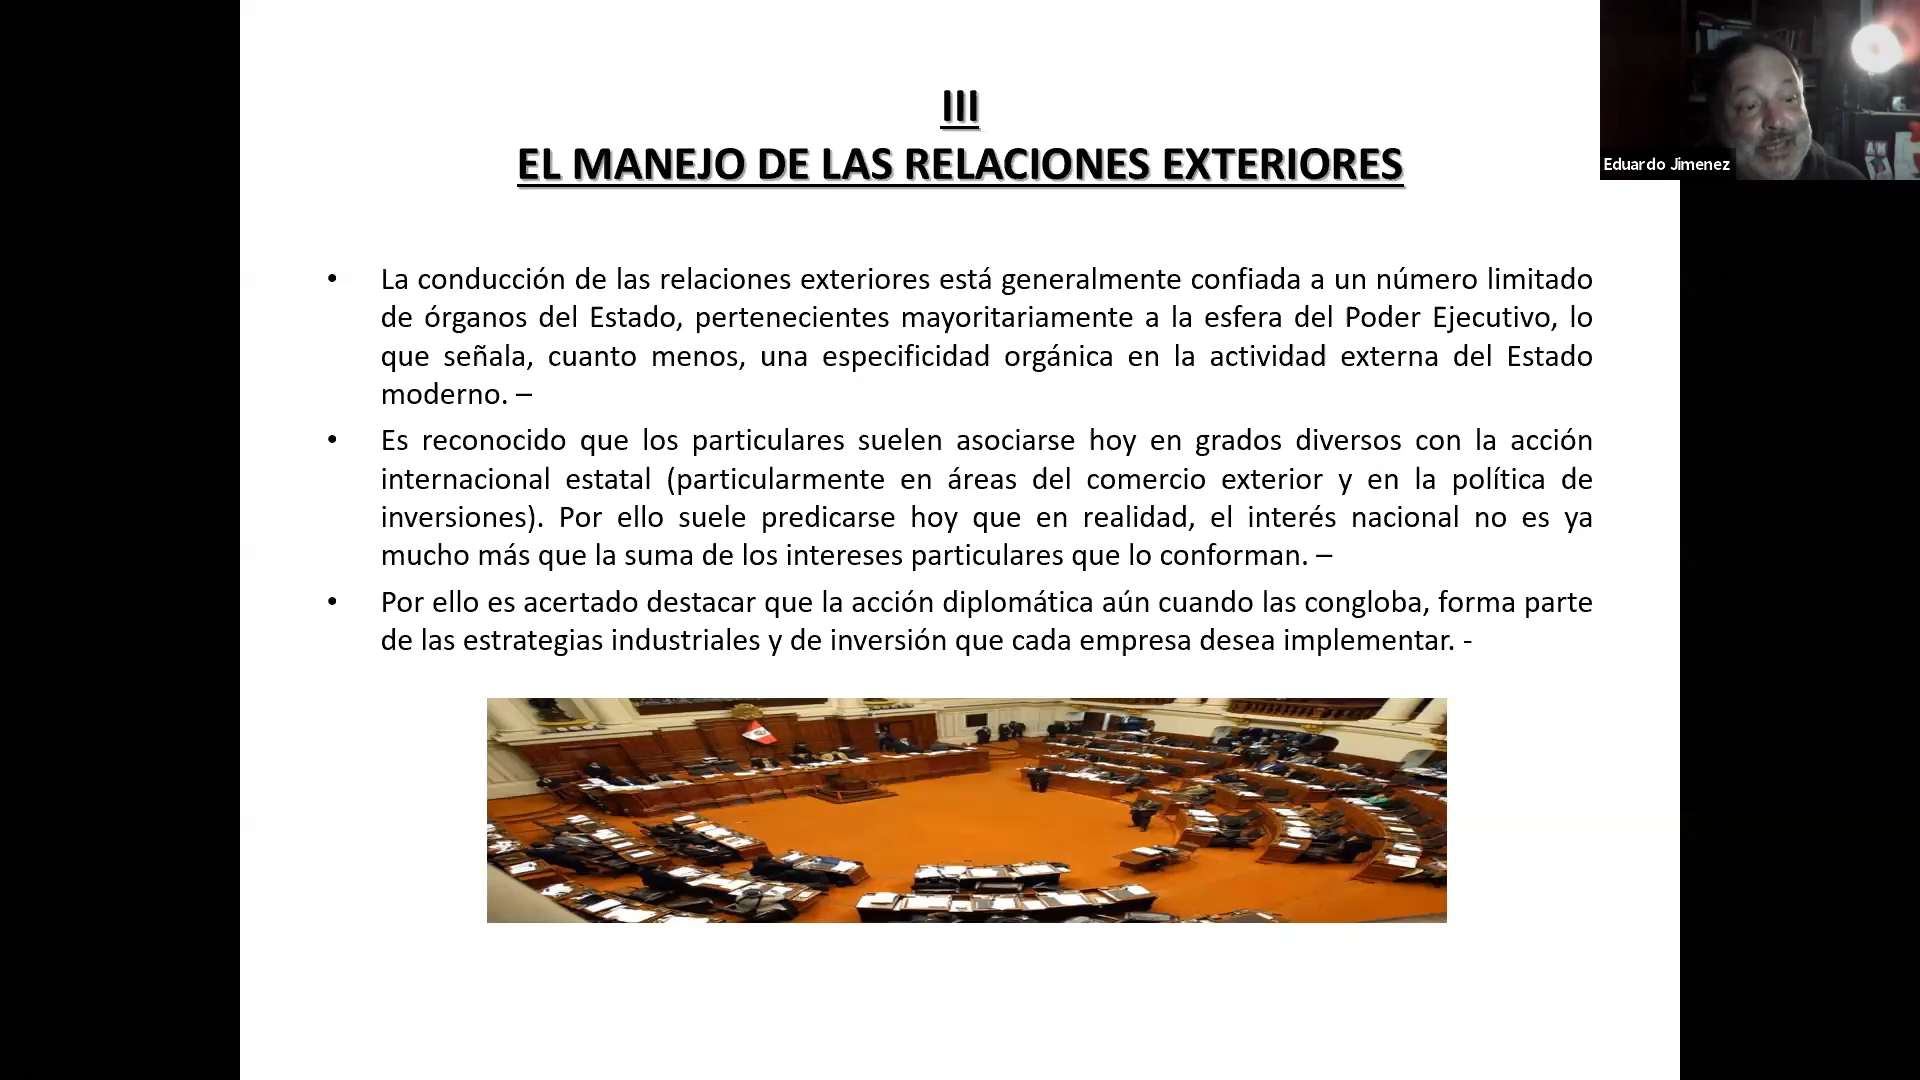 III
EL MANEJO DE LAS RELACIONES EXTERIORES
Eduardo Jimenez
• La conducción de las relaciones exteriores está generalmente confiada a un número limitado
de órganos del Estado, pertenecientes mayoritariamente a la esfera del Poder Ejecutivo, lo
que señala, cuanto menos, una especificidad orgánica en la actividad externa del Estado
moderno. –
• Es reconocido que los particulares suelen asociarse hoy en grados diversos con la acción
internacional estatal (particularmente en áreas del comercio exterior y en la política de
inversiones). Por ello suele predicarse hoy que en realidad, el interés nacional no es ya
mucho más que la suma de los intereses particulares que lo conforman. –
• Por ello es acertado destacar que la acción diplomática aún cuando las congloba, forma parte
de las estrategias industriales y de inversión que cada empresa desea implementar. -